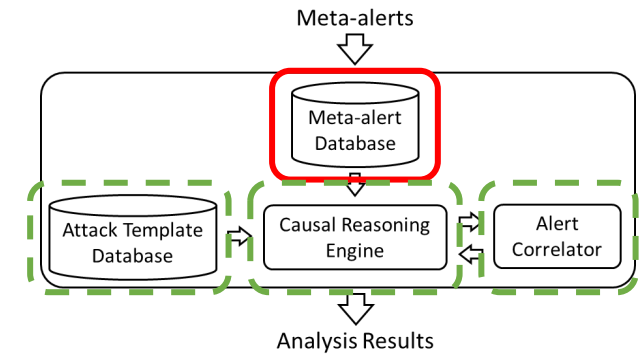 Meta-alerts
Meta-alert
Database
Attack Template
Database
Causal Reasoning
Engine
Alert
Correlator
Analysis Results